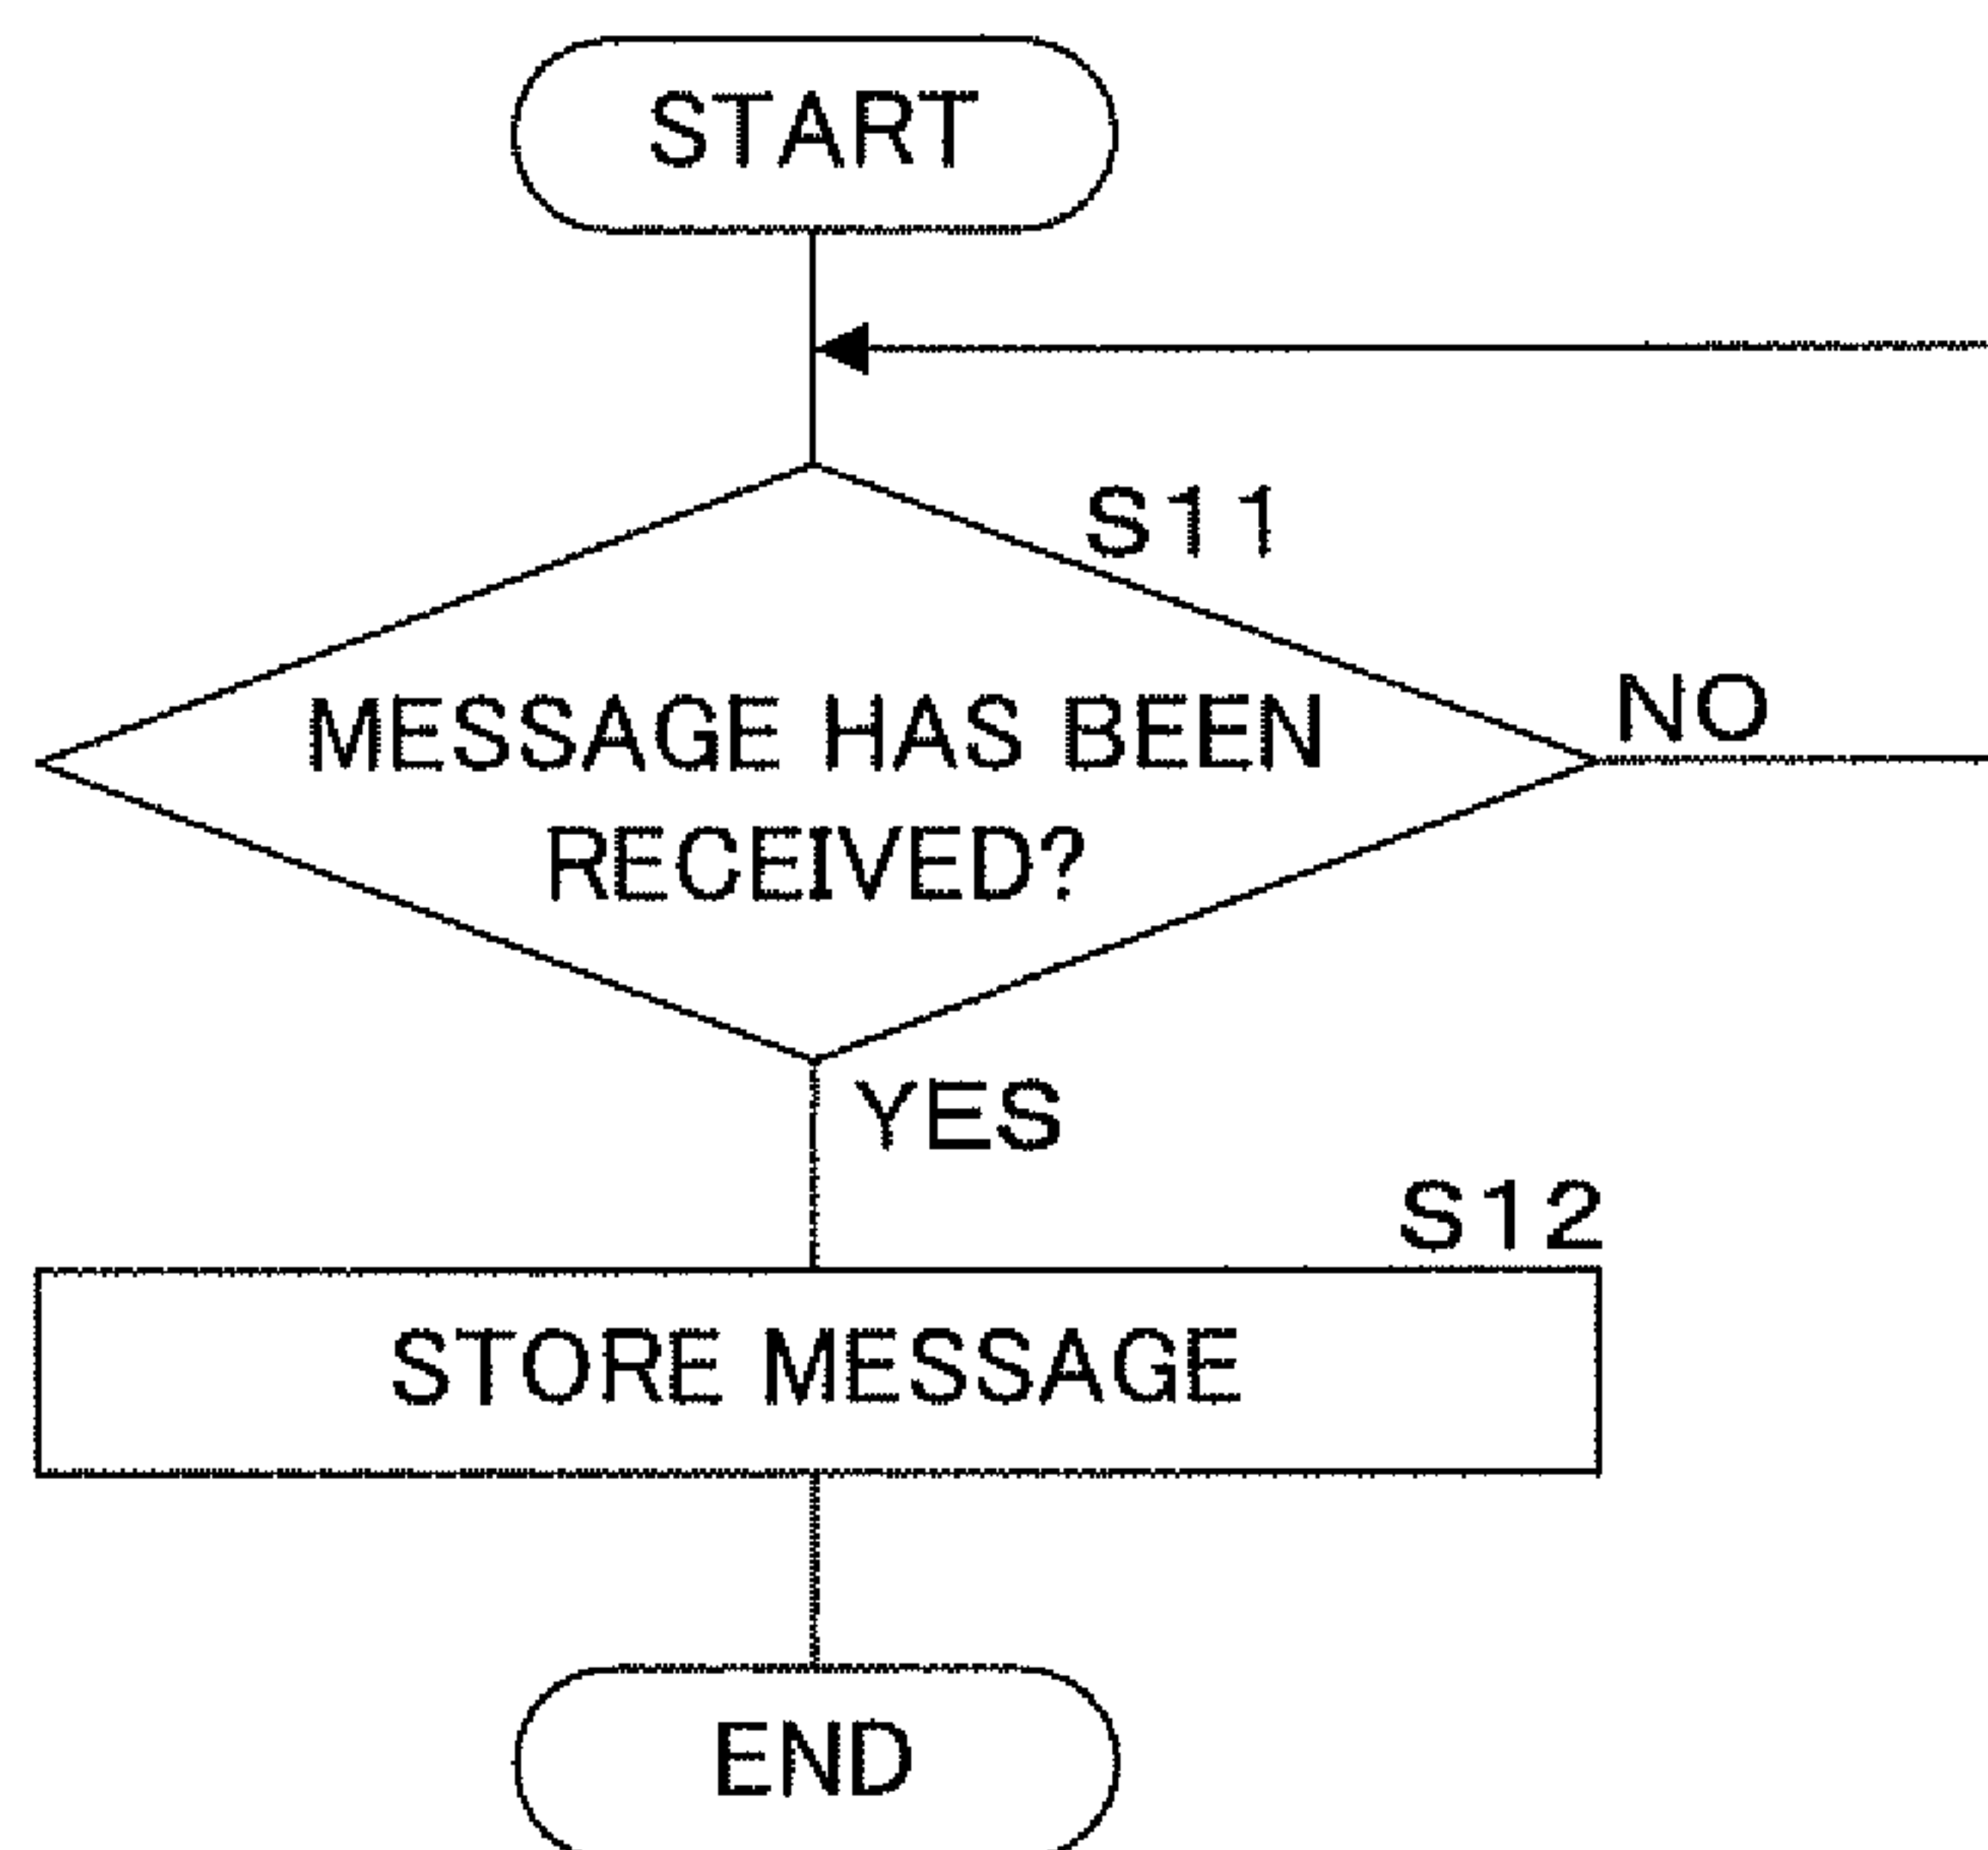 START
S11
MESSAGE HAS BEEN
RECEIVED?
NO
YES
S12
STORE MESSAGE
END